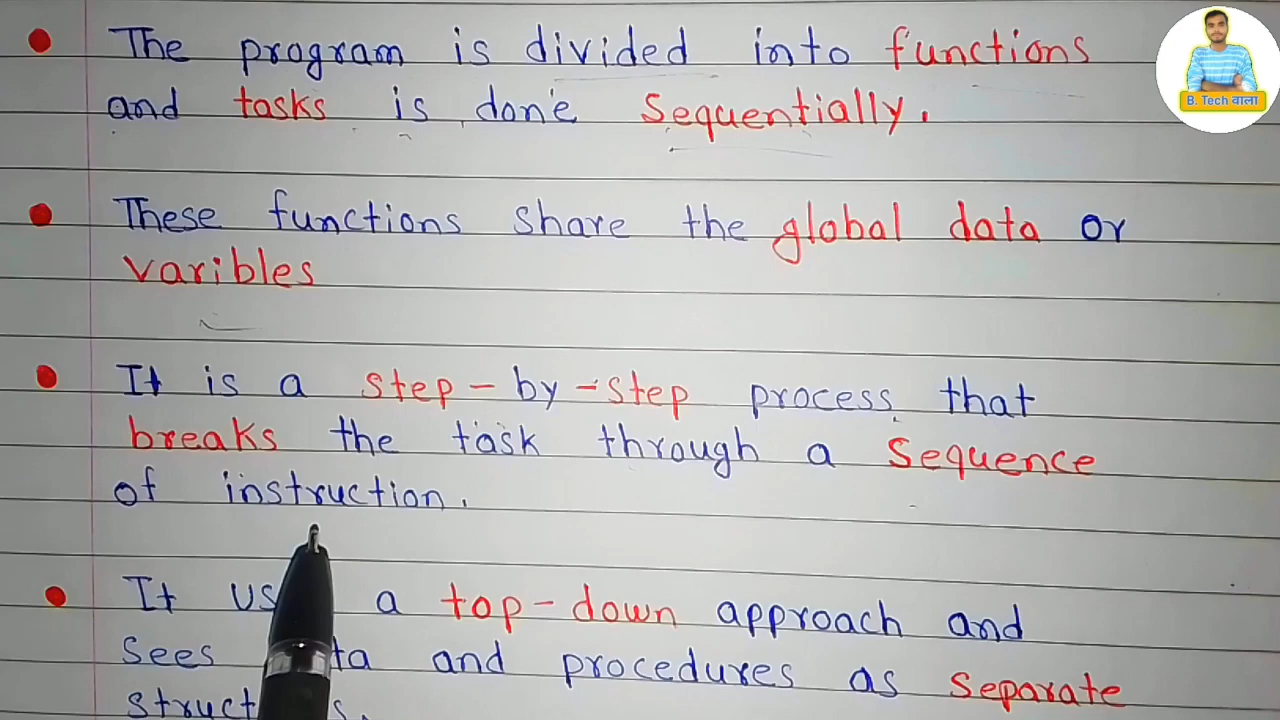 The program is divided into functions
and tasks is done Sequentially.
These functions share the global data or
varibles
It is a step-by-step process that
breaks the task through a Sequence
of instruction.
It a top-down approach and
Sees and procedures as Separate
B. Tech वाला